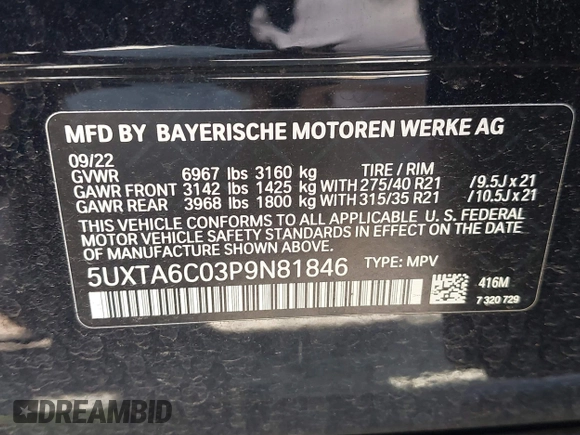 MFD BY BAYERISCHE MOTOREN WERKE AG
09/22
GVWR 6967 lbs 3160 kg TIRE / RIM
GAWR FRONT 3142 lbs 1425 kg WITH 275/40 R21 /9.5J x 21
GAWR REAR 3968 lbs 1800 kg WITH 315/35 R21 /10.5J x 21
THIS VEHICLE CONFORMS TO ALL APPLICABLE U. S. FEDERAL
MOTOR VEHICLE SAFETY STANDARDS IN EFFECT ON THE DATE
OF MANUFACTURE SHOWN ABOVE.
5UXTA6C03P9N81846 TYPE: MPV
416M
7 320 729
DREAMBID